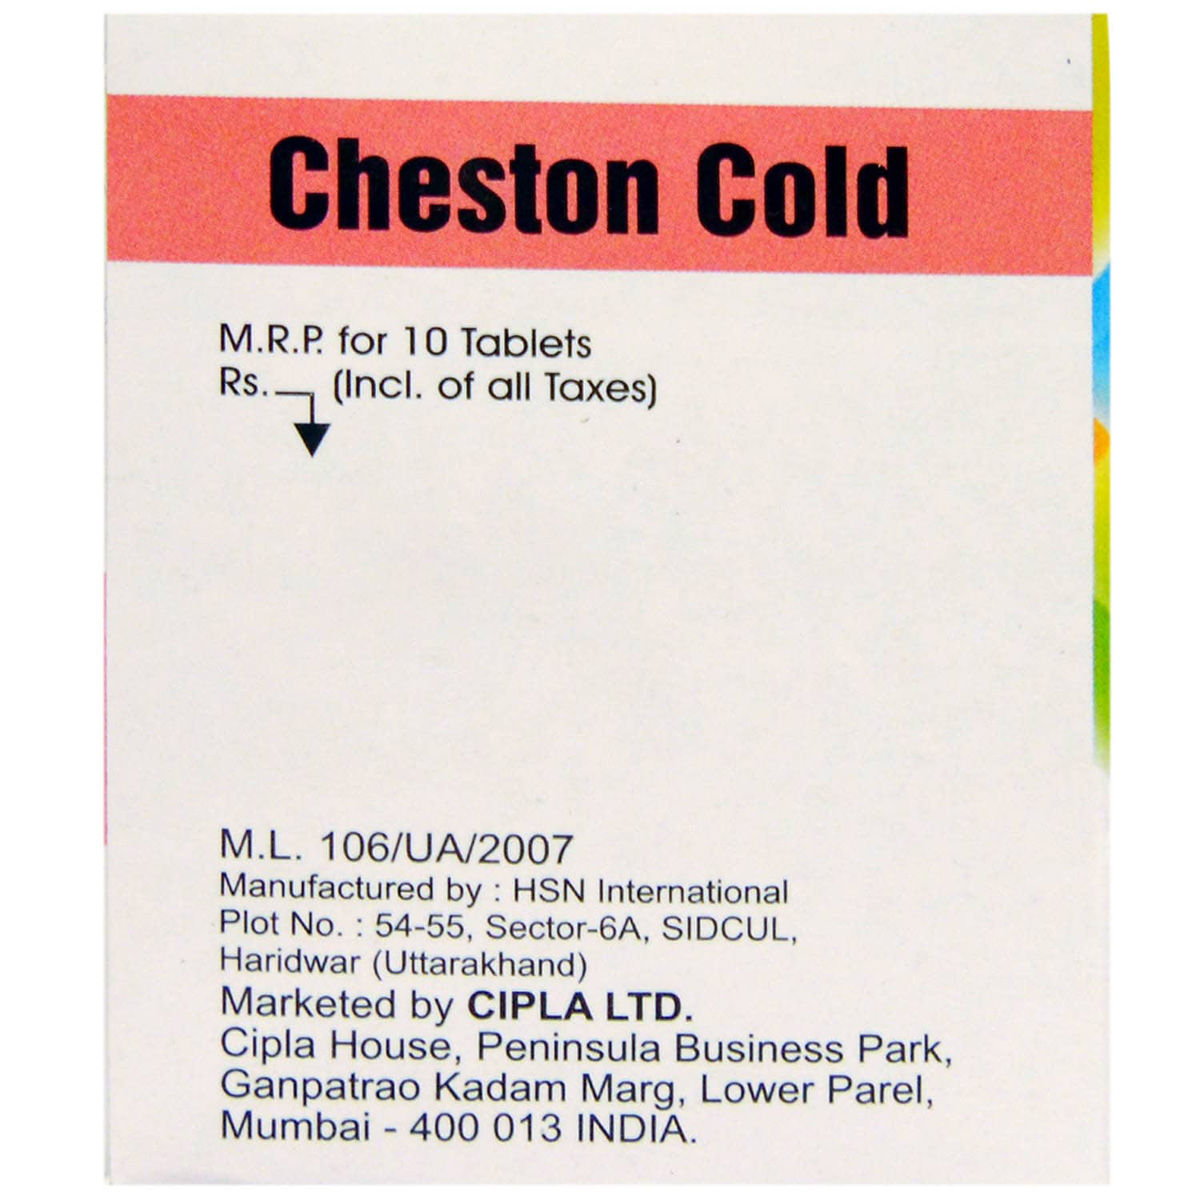 Cheston Cold
M.R.P. for 10 Tablets
Rs. (Incl. of all Taxes)
M.L. 106/UA/2007
Manufactured by : HSN International
Plot No. : 54-55, Sector-6A, SIDCUL,
Haridwar (Uttarakhand)
Marketed by CIPLA LTD.
Cipla House, Peninsula Business Park,
Ganpatrao Kadam Marg, Lower Parel,
Mumbai - 400 013 INDIA.